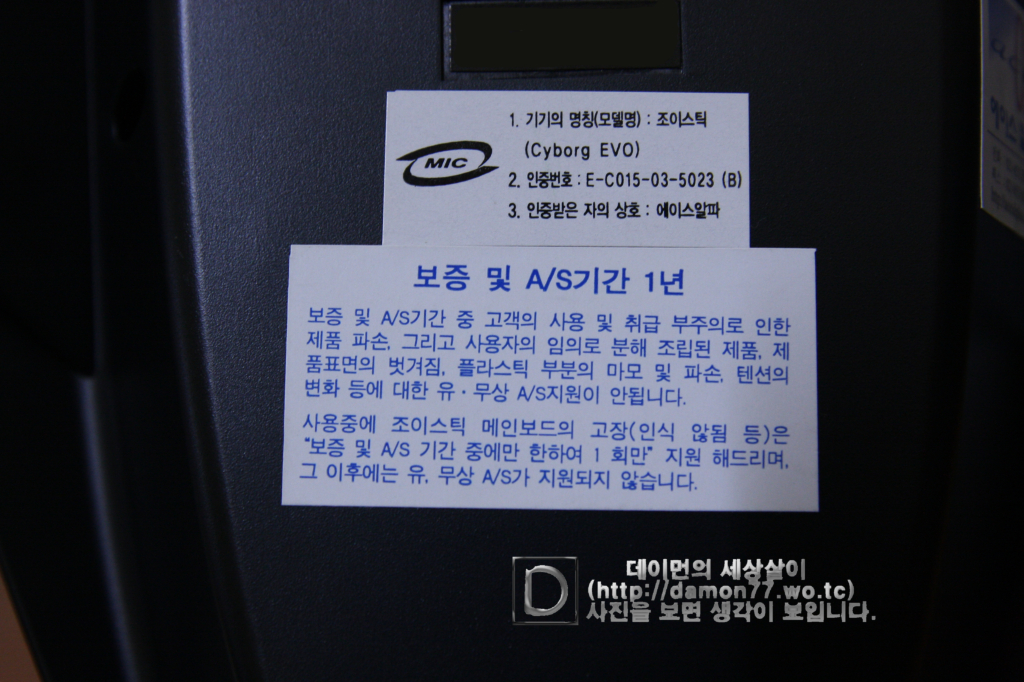 MIC
1. 기기의 명칭(모델명) : 조이스틱
(Cyborg EVO)
2. 인증번호 : E-C015-03-5023 (B)
3. 인증받은 자의 상호 : 에이스알파
보증 및 A/S기간 1년
보증 및 A/S기간 중 고객의 사용 및 취급 부주의로 인한
제품 파손, 그리고 사용자의 임의로 분해 조립된 제품, 제
품표면의 벗겨짐, 플라스틱 부분의 마모 및 파손, 텐션의
변화 등에 대한 유·무상 A/S지원이 안됩니다.
사용중에 조이스틱 메인보드의 고장(인식 않됨 등)은
"보증 및 A/S 기간 중에만 한하여 1 회만" 지원 해드리며,
그 이후에는 유, 무상 A/S가 지원되지 않습니다.
D
데이먼의 세상살이
(http://damon77.wo.tc)
사진을 보면 생각이 보입니다.